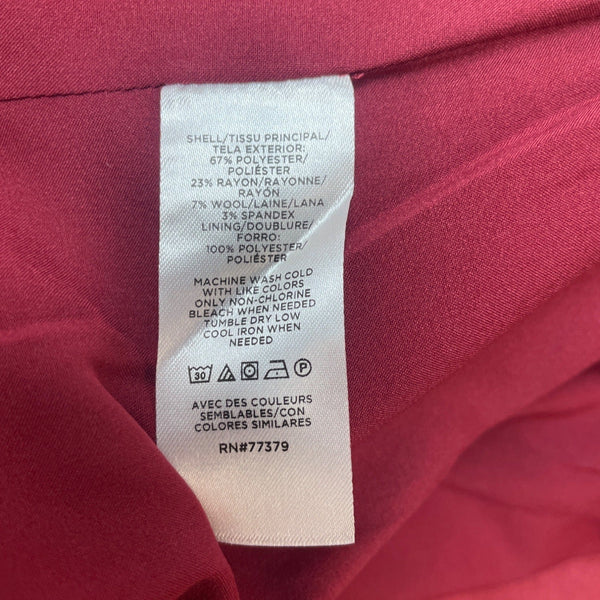 SHELL/TISSU PRINCIPAL/
TELA EXTERIOR:
67% POLYESTER/
POLIÉSTER
23% RAYON/RAYONNE/
RAYÓN
7% WOOL/LAINE/LANA
3% SPANDEX
LINING/DOUBLURE/
FORRO:
100% POLYESTER/
POLIÉSTER
MACHINE WASH COLD
WITH LIKE COLORS
ONLY NON-CHLORINE
BLEACH WHEN NEEDED
TUMBLE DRY LOW
COOL IRON WHEN
NEEDED
30 P
AVEC DES COULEURS
SEMBLABLES/CON
COLORES SIMILARES
RN#77379